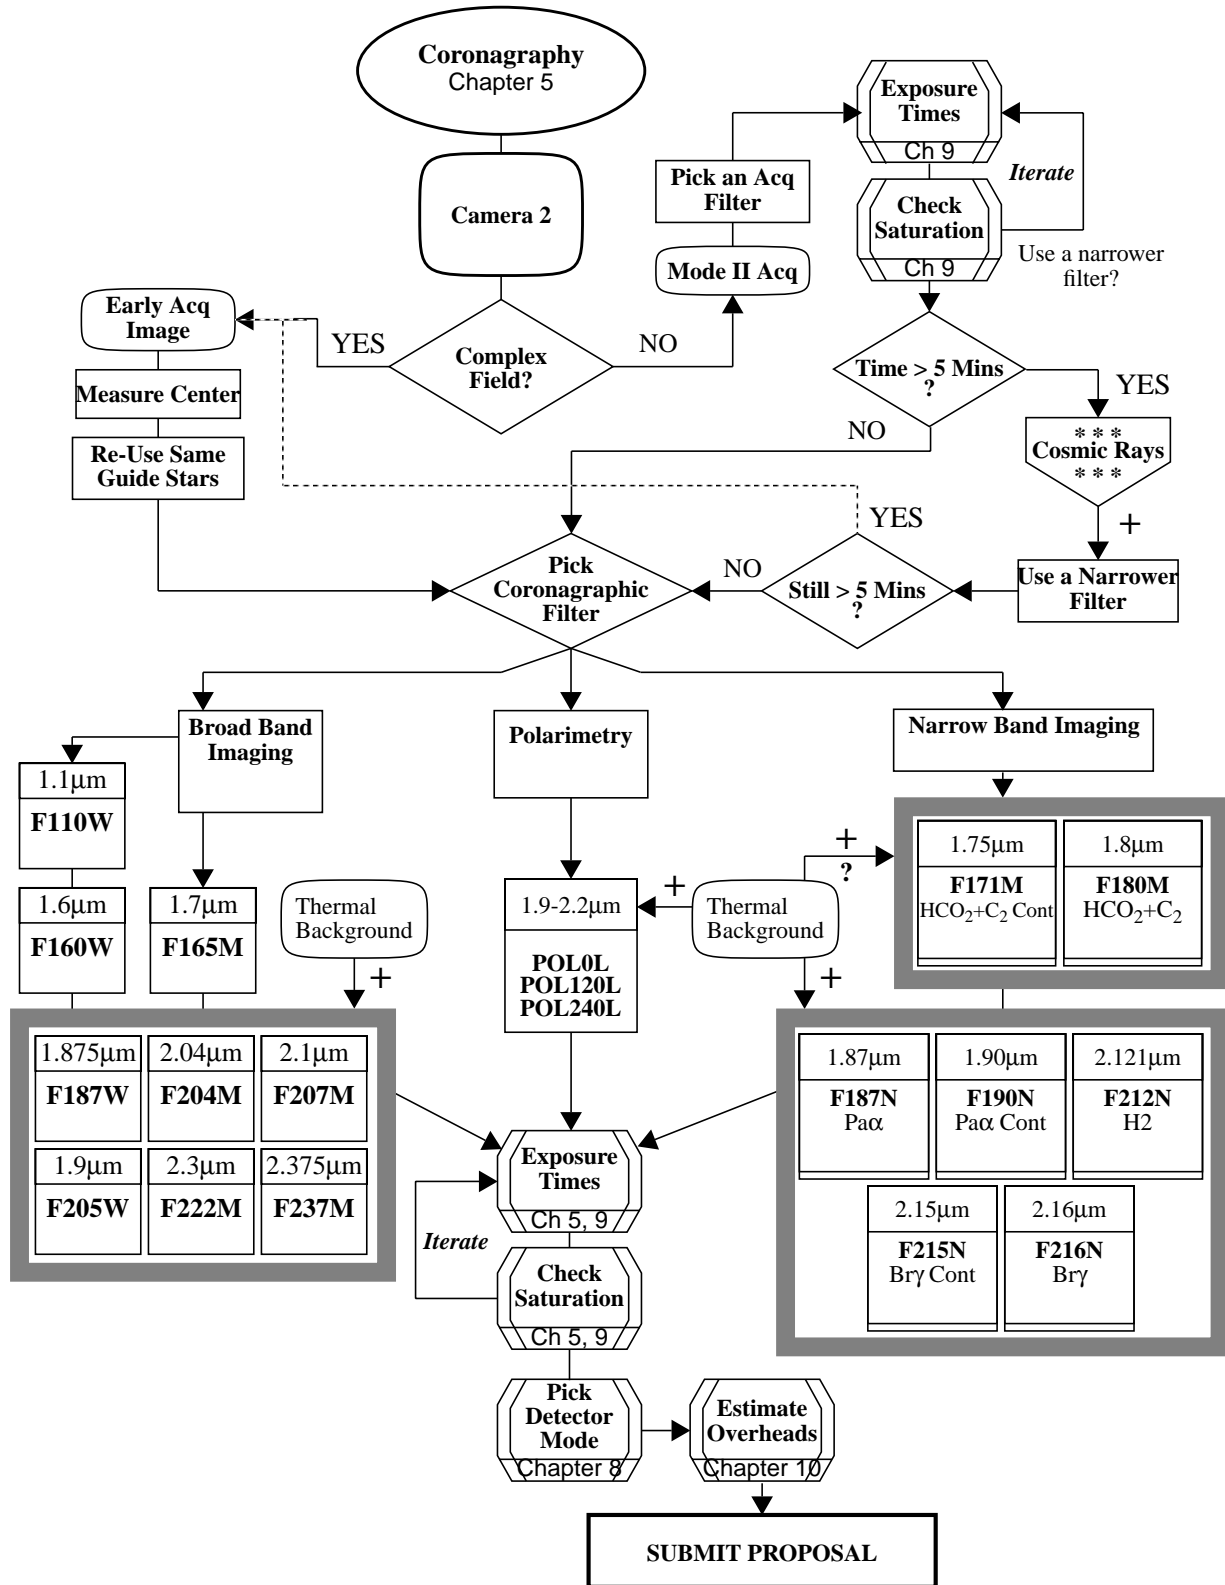 Coronagraphy
Chapter 5
Camera 2
Complex
Field?
YES
NO
Early Acq
Image
Measure Center
Re-Use Same
Guide Stars
Mode II Acq
Pick an Acq
Filter
Exposure
Times
Ch 9
Check
Saturation
Ch 9
Iterate
Use a narrower
filter?
Time > 5 Mins
?
YES
NO
* * *
Cosmic Rays
* * *
+
Use a Narrower
Filter
Still > 5 Mins
?
YES
NO
Pick
Coronagraphic
Filter
Broad Band
Imaging
Polarimetry
Narrow Band Imaging
1.1μm
F110W
1.6μm
F160W
1.7μm
F165M
Thermal
Background
+
1.9-2.2μm
POL0L
POL120L
POL240L
+
Thermal
Background
+
?
+
1.75μm
F171M
HCO2+C2 Cont
1.8μm
F180M
HCO2+C2
1.875μm
F187W
2.04μm
F204M
2.1μm
F207M
1.9μm
F205W
2.3μm
F222M
2.375μm
F237M
1.87μm
F187N
Paα
1.90μm
F190N
Paα Cont
2.121μm
F212N
H2
2.15μm
F215N
Brγ Cont
2.16μm
F216N
Brγ
Exposure
Times
Ch 5, 9
Iterate
Check
Saturation
Ch 5, 9
Pick
Detector
Mode
Chapter 8
Estimate
Overheads
Chapter 10
SUBMIT PROPOSAL